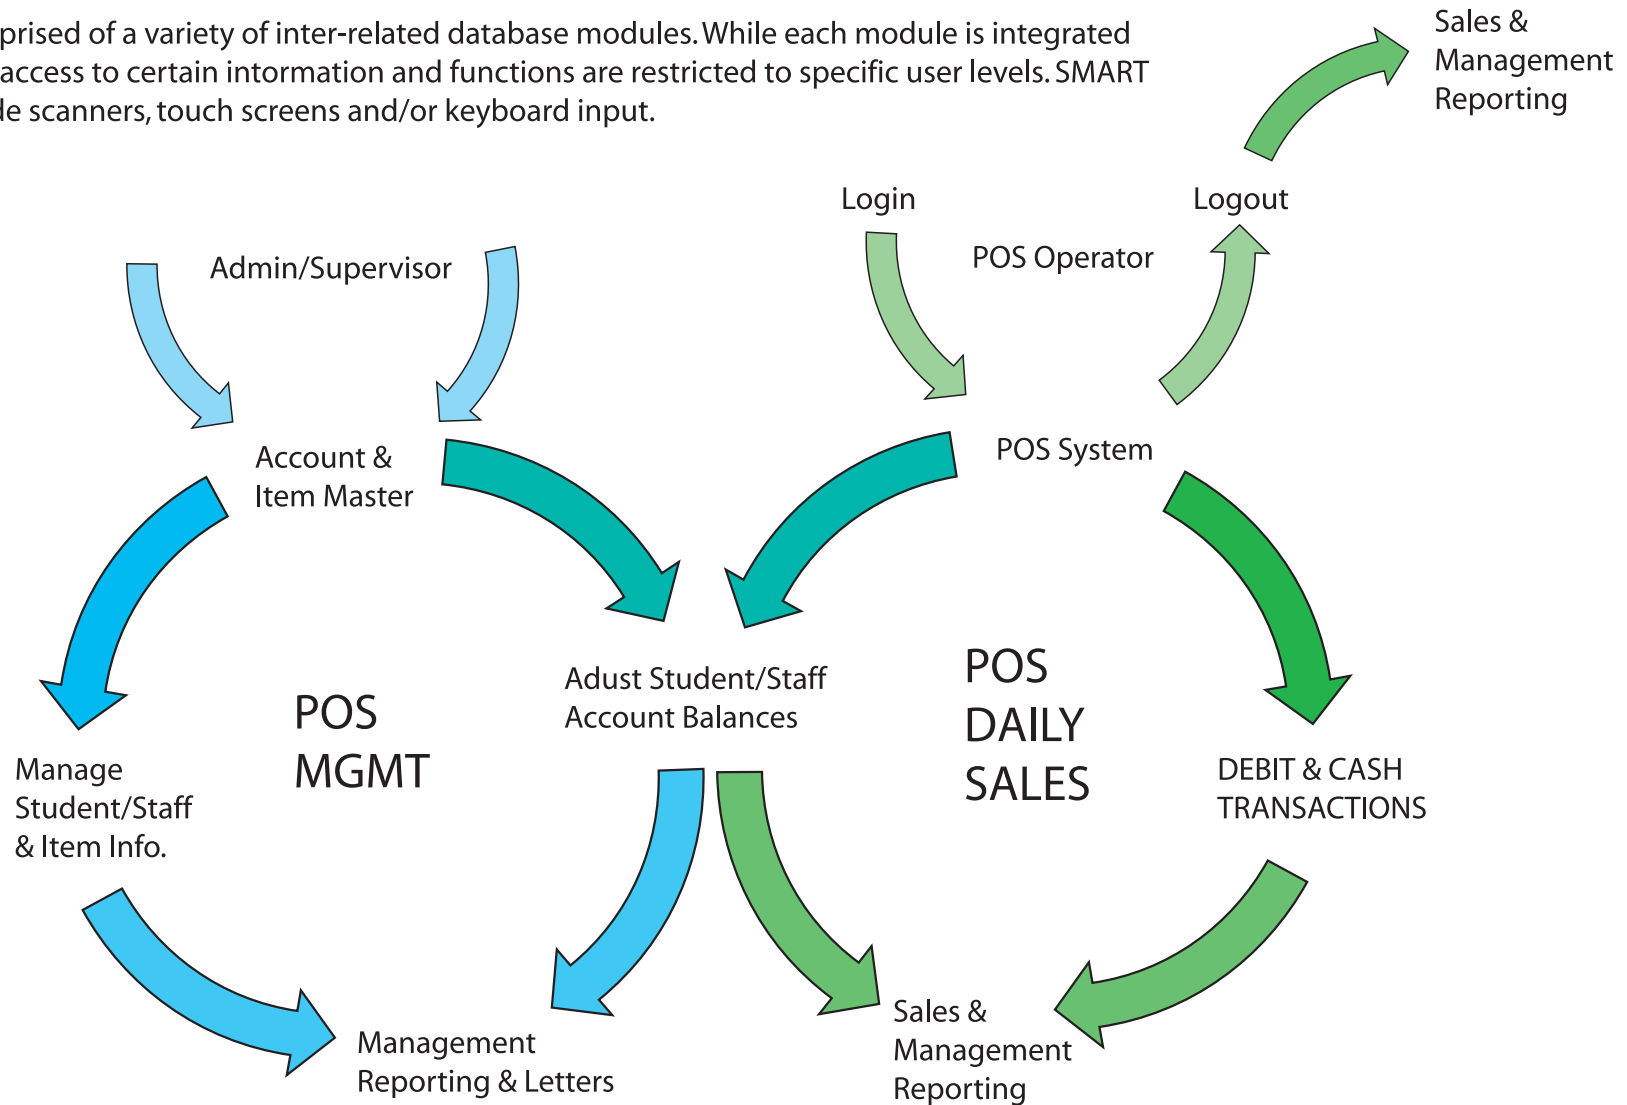 prised of a variety of inter-related database modules. While each module is integrated
access to certain intormation and functions are restricted to specific user levels. SMART
de scanners, touch screens and/or keyboard input.
Sales &
Management
Reporting
Login
Logout
Admin/Supervisor
POS Operator
Account &
Item Master
POS System
Adust Student/Staff
Account Balances
POS
MGMT
POS
DAILY
SALES
Manage
Student/Staff
& Item Info.
DEBIT & CASH
TRANSACTIONS
Management
Reporting & Letters
Sales &
Management
Reporting